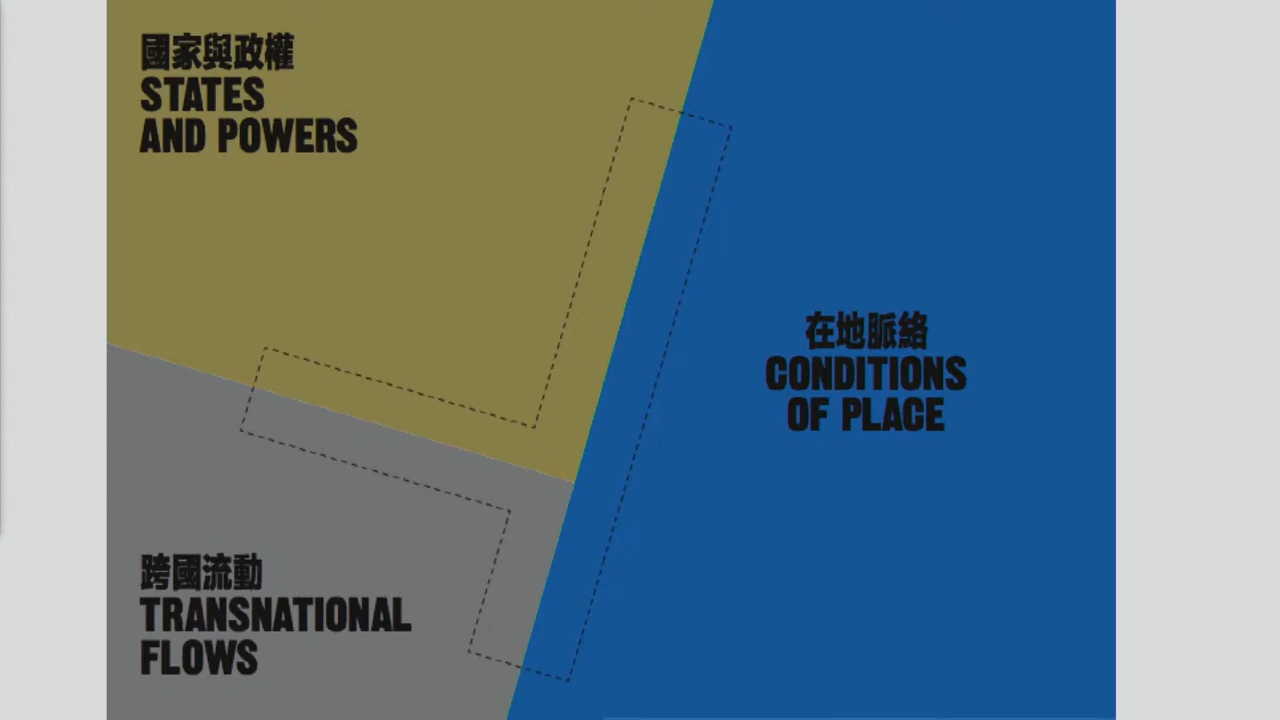 國家與政權
STATES
AND POWERS
在地脈絡
CONDITIONS
OF PLACE
跨國流動
TRANSNATIONAL
FLOWS